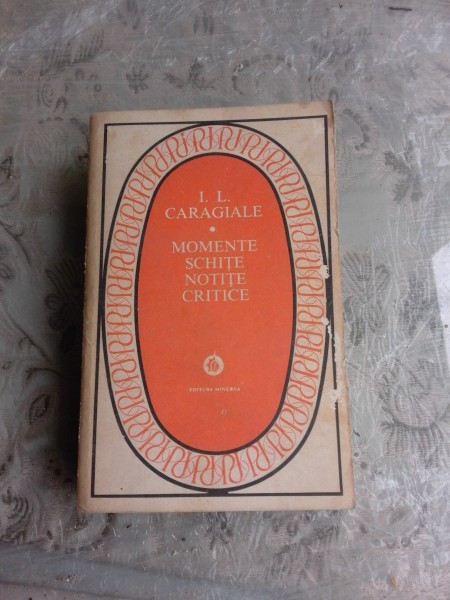 I. L.
CARAGIALE
•
MOMENTE
SCHIȚE
NOTIȚE
CRITICE
EDITURA MINERVA